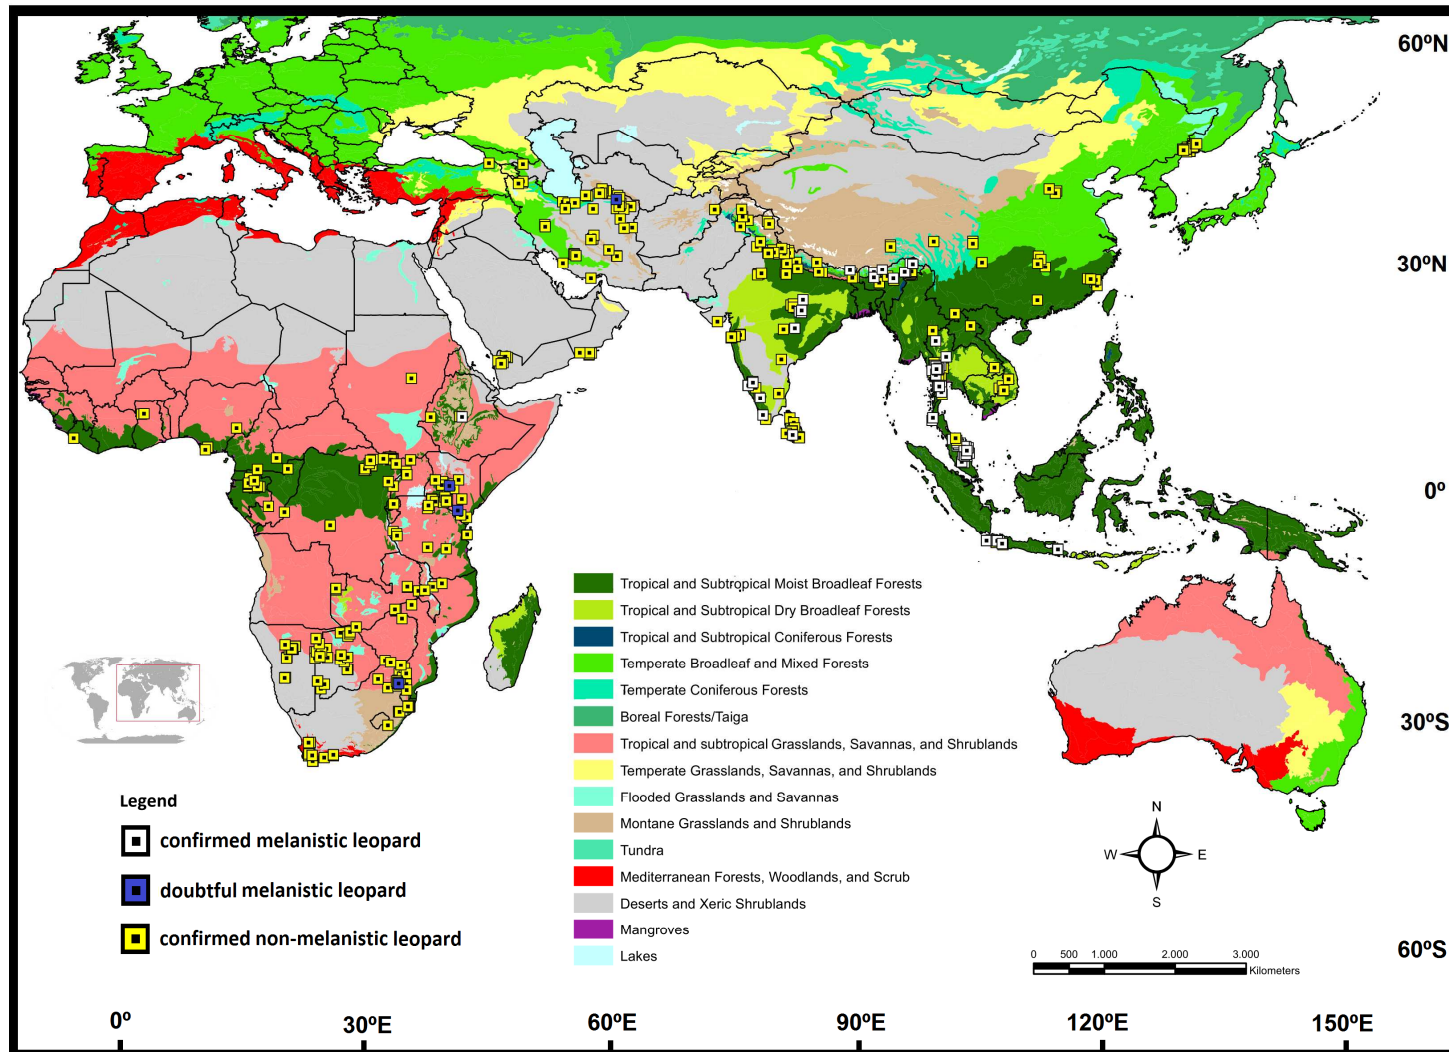 60ºN
30ºN
0º
30ºS
60ºS
Tropical and Subtropical Moist Broadleaf Forests
Tropical and Subtropical Dry Broadleaf Forests
Tropical and Subtropical Coniferous Forests
Temperate Broadleaf and Mixed Forests
Temperate Coniferous Forests
Boreal Forests/Taiga
Tropical and subtropical Grasslands, Savannas, and Shrublands
Temperate Grasslands, Savannas, and Shrublands
Flooded Grasslands and Savannas
Montane Grasslands and Shrublands
Tundra
Mediterranean Forests, Woodlands, and Scrub
Deserts and Xeric Shrublands
Mangroves
Lakes
Legend
confirmed melanistic leopard
doubtful melanistic leopard
confirmed non-melanistic leopard
N
W E
S
0 500 1.000 2.000 3.000
Kilometers
0º 30ºE 60ºE 90ºE 120ºE 150ºE